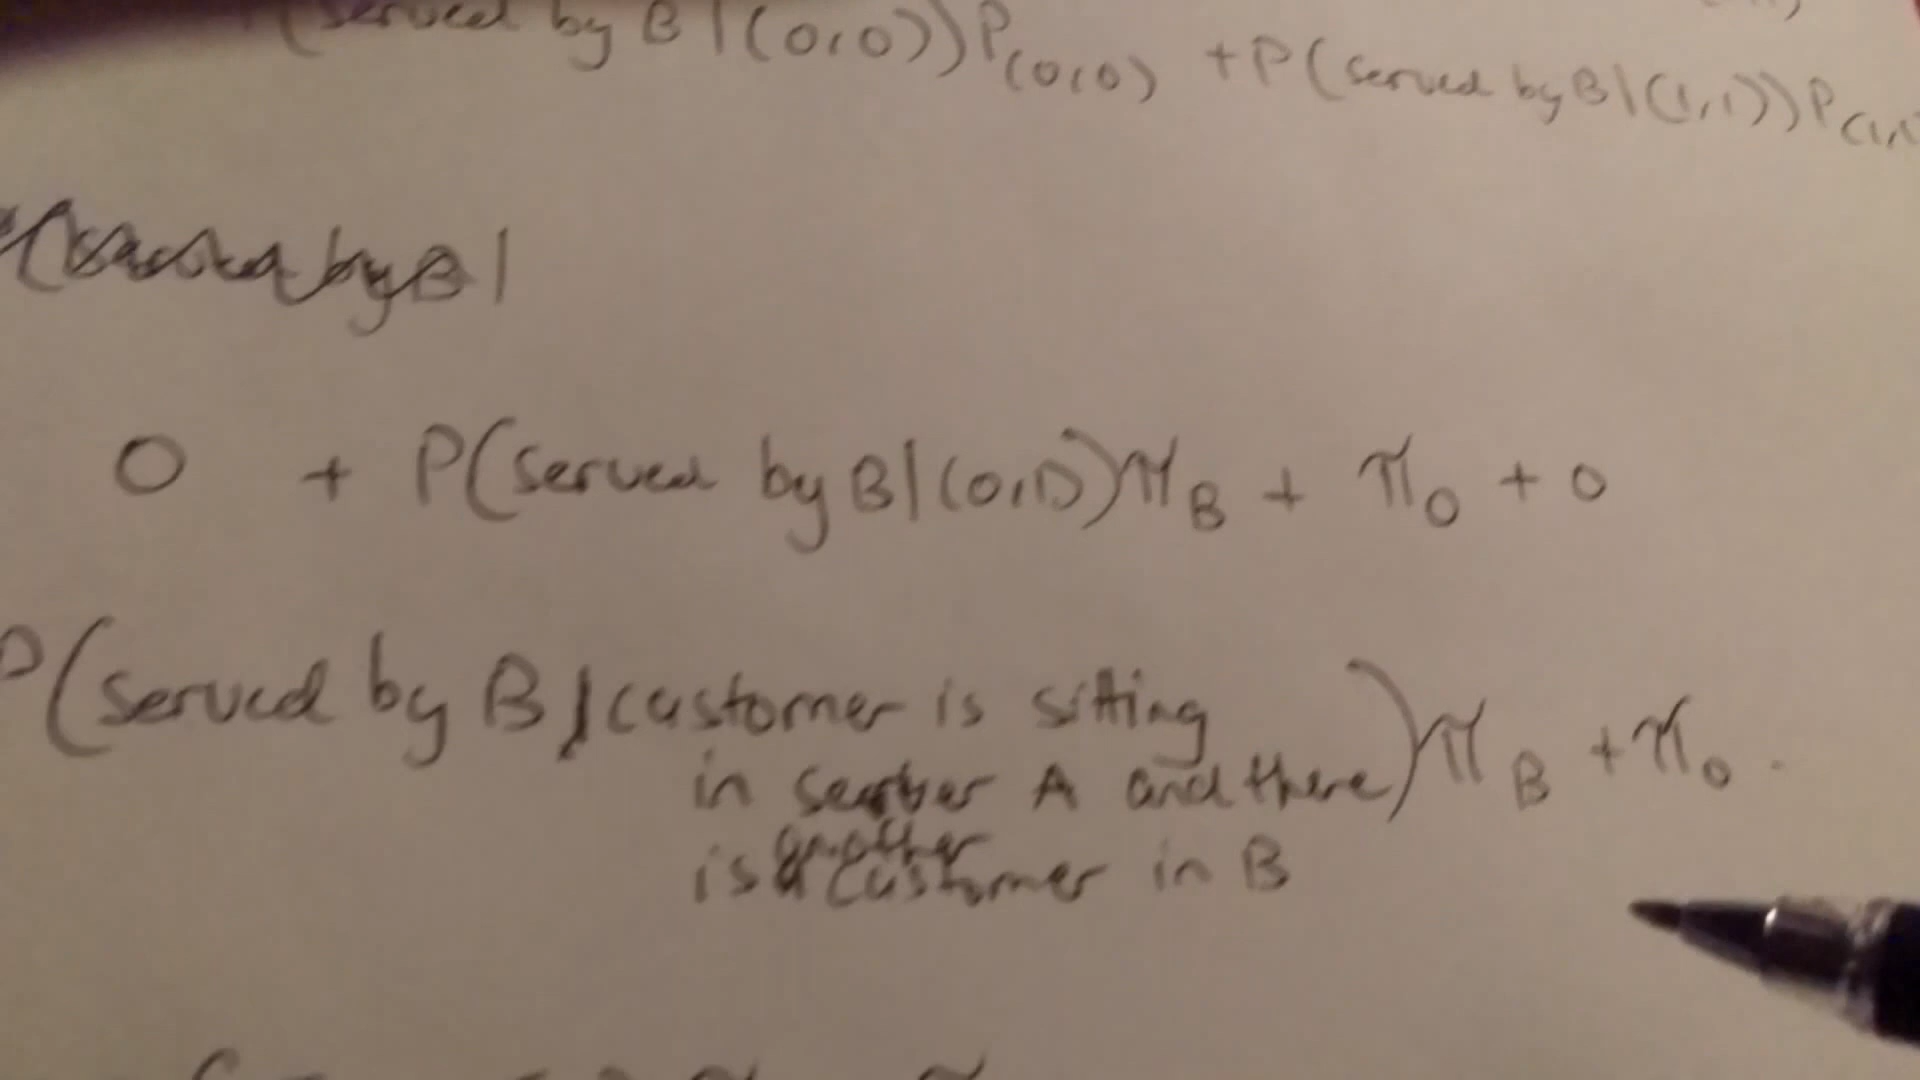 (served by B | (0,0)) P(0,0) + P(served by B | (1,1)) P(1,1
(served by B |
0 + P(served by B | (0,1)) π_B + π_0 + 0
P(served by B | customer is sitting in server A and there is another customer in B) π_B + π_0.